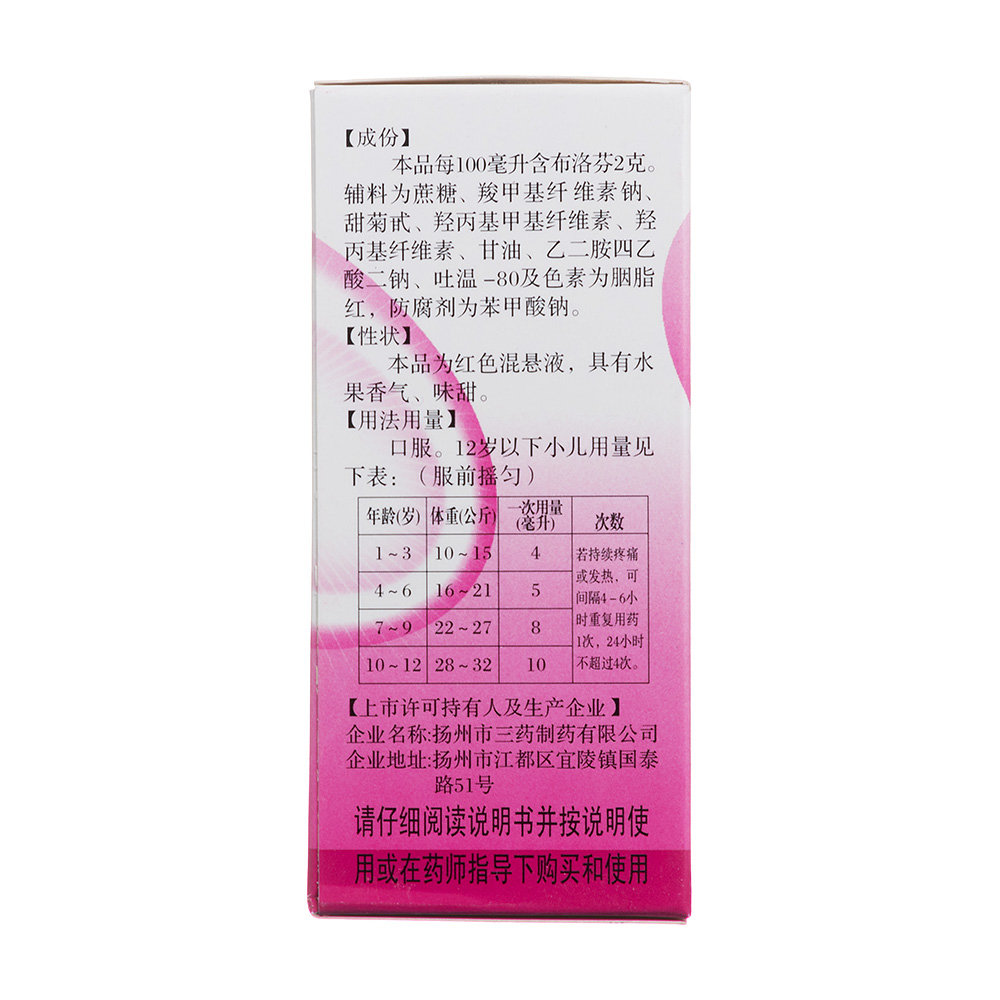 【成份】
本品每100毫升含布洛芬2克。
辅料为蔗糖、羧甲基纤维素钠、
甜菊甙、羟丙基甲基纤维素、羟
丙基纤维素、甘油、乙二胺四乙
酸二钠、吐温-80及色素为胭脂
红，防腐剂为苯甲酸钠。
【性状】
本品为红色混悬液，具有水
果香气、味甜。
【用法用量】
口服。12岁以下小儿用量见
下表：（服前摇匀）
年龄(岁) 体重(公斤) 一次用量(毫升) 次数
1~3 10~15 4
4~6 16~21 5
7~9 22~27 8
10~12 28~32 10
若持续疼痛
或发热，可
间隔4-6小
时重复用药
1次，24小时
不超过4次。
【上市许可持有人及生产企业】
企业名称:扬州市三药制药有限公司
企业地址:扬州市江都区宜陵镇国泰
路51号
请仔细阅读说明书并按说明使
用或在药师指导下购买和使用